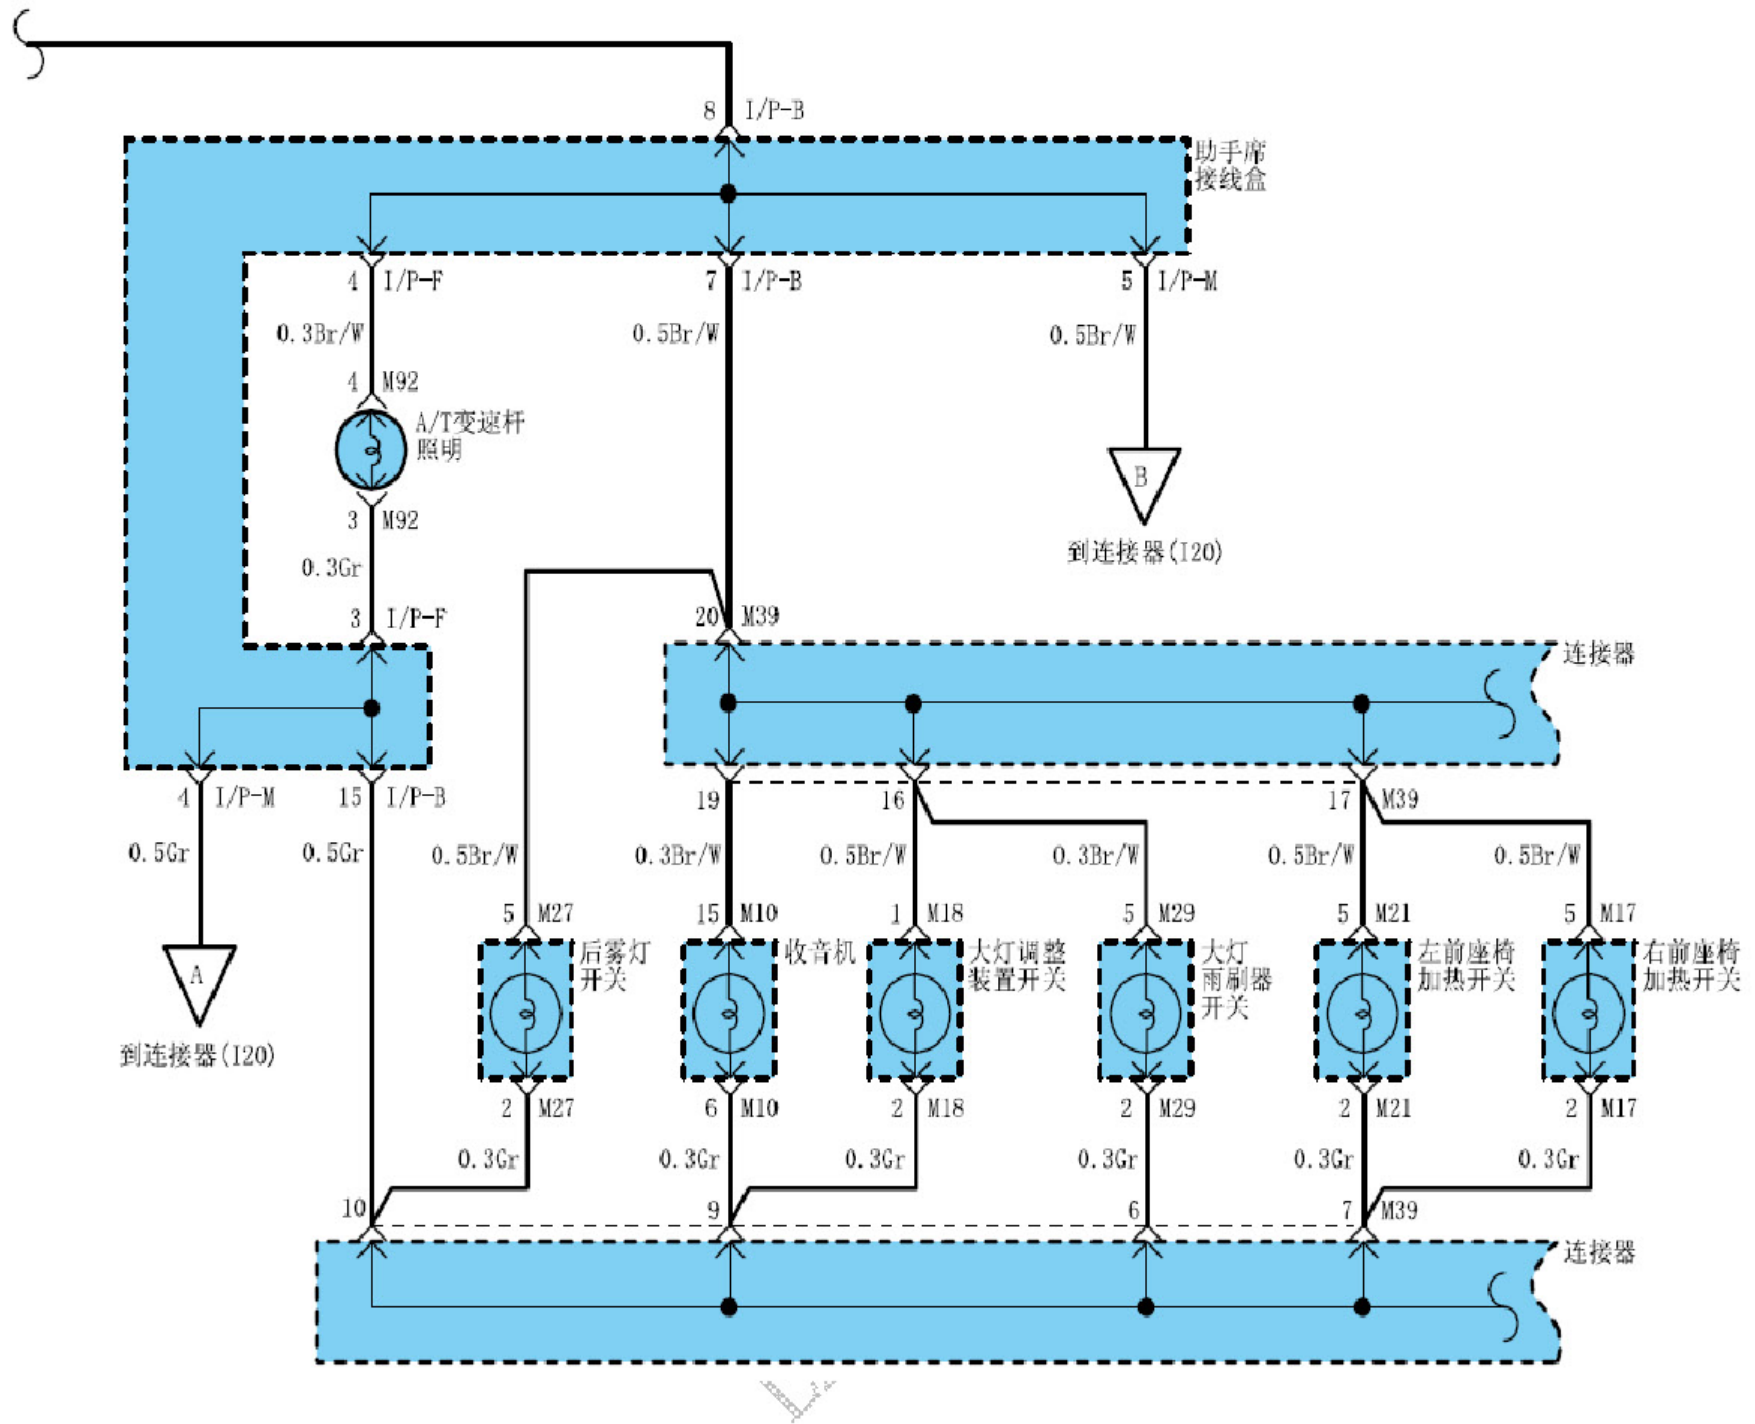 8 I/P-B
助手席
接线盒
4 I/P-F
7 I/P-B
5 I/P-M
0.3Br/W
0.5Br/W
0.5Br/W
4 M92
A/T变速杆
照明
B
3 M92
到连接器(I20)
0.3Gr
3 I/P-F
20 M39
连接器
4 I/P-M
15 I/P-B
19
16
17 M39
0.5Gr
0.5Gr
0.5Br/W
0.3Br/W
0.5Br/W
0.3Br/W
0.5Br/W
0.5Br/W
5 M27
15 M10
1 M18
5 M29
5 M21
5 M17
后雾灯
开关
收音机
大灯调整
装置开关
大灯
雨刷器
开关
左前座椅
加热开关
右前座椅
加热开关
A
到连接器(I20)
2 M27
6 M10
2 M18
2 M29
2 M21
2 M17
0.3Gr
0.3Gr
0.3Gr
0.3Gr
0.3Gr
0.3Gr
10
9
6
7 M39
连接器